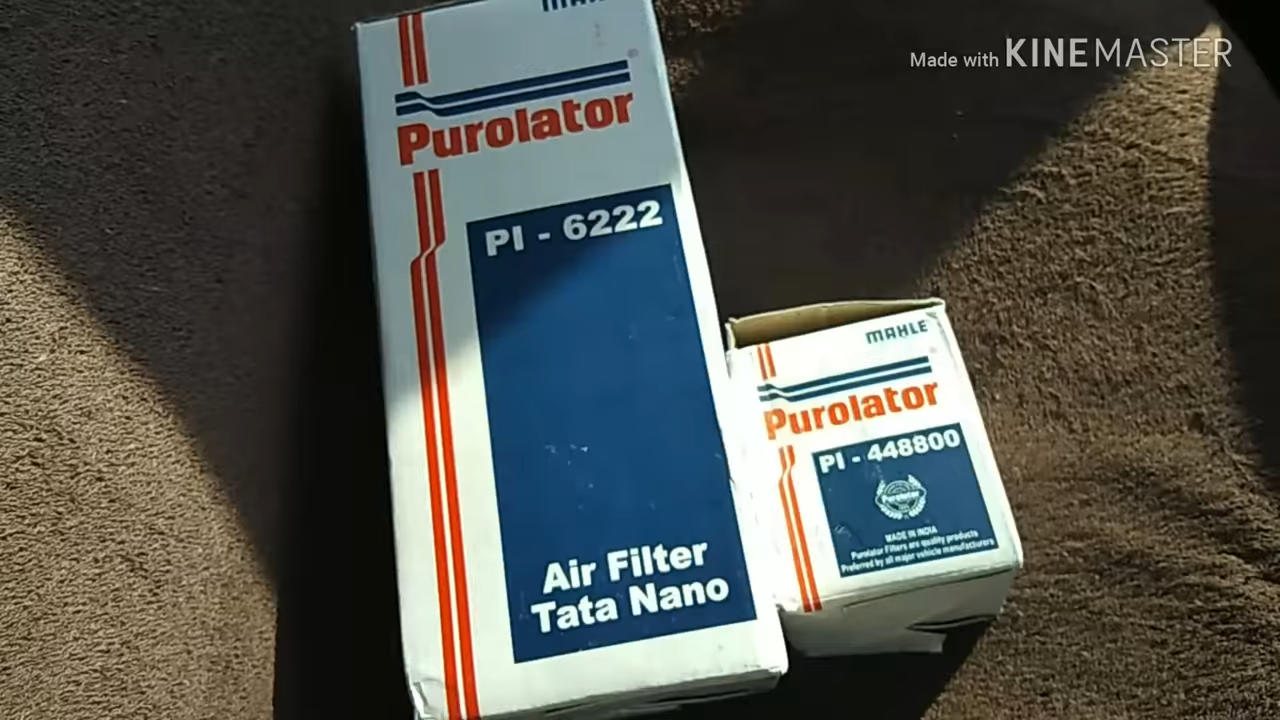 Made with KINEMASTER
Purolator
PI - 6222
Air Filter
Tata Nano
MAHLE
Purolator
PI - 448800
Purolator
MADE IN INDIA
Purolator Filters are quality products
Preferred by all major vehicle manufacturers